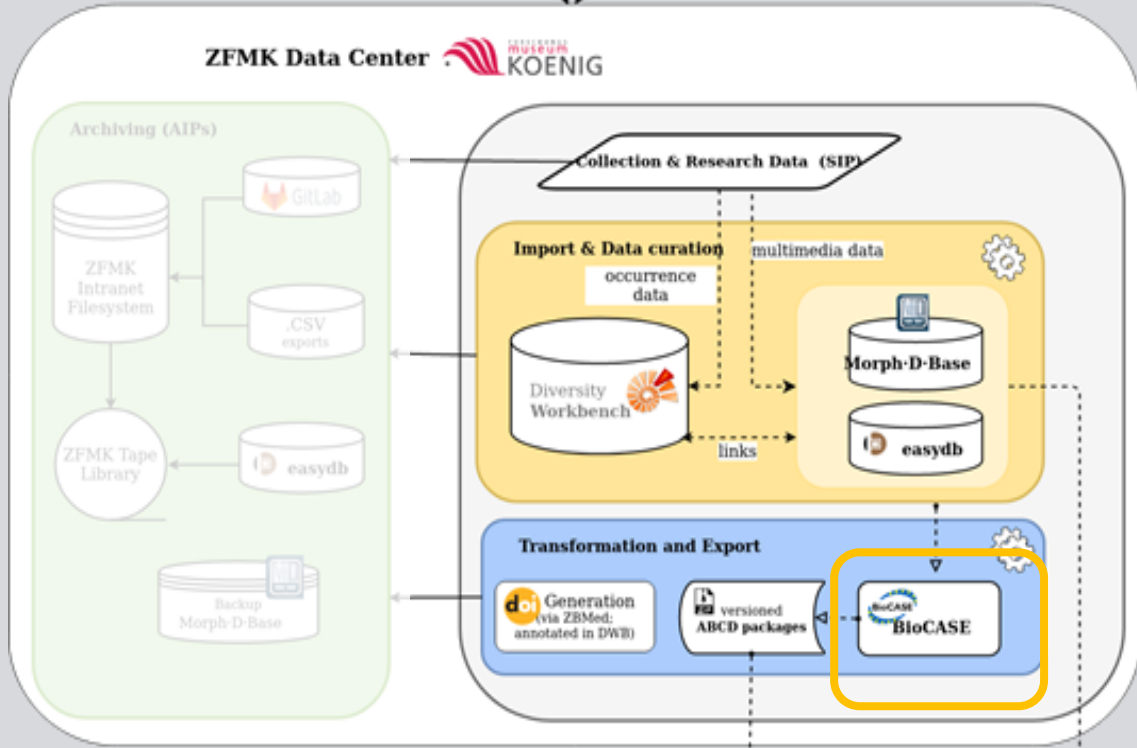 ZFMK Data Center
museum
KOENIG
Archiving (AIPs)
GitLab
ZFMK
Intranet
Filesystem
.CSV
exports
ZFMK Tape
Library
easydb
Backup
Morph·D·Base
Collection & Research Data (SIP)
Import & Data curation
multimedia data
occurrence
data
Diversity
Workbench
links
Morph·D·Base
easydb
Transformation and Export
doi Generation
(via ZBMed;
annotated in DWB)
ZIP
versioned
ABCD packages
BioCASE
BioCASE